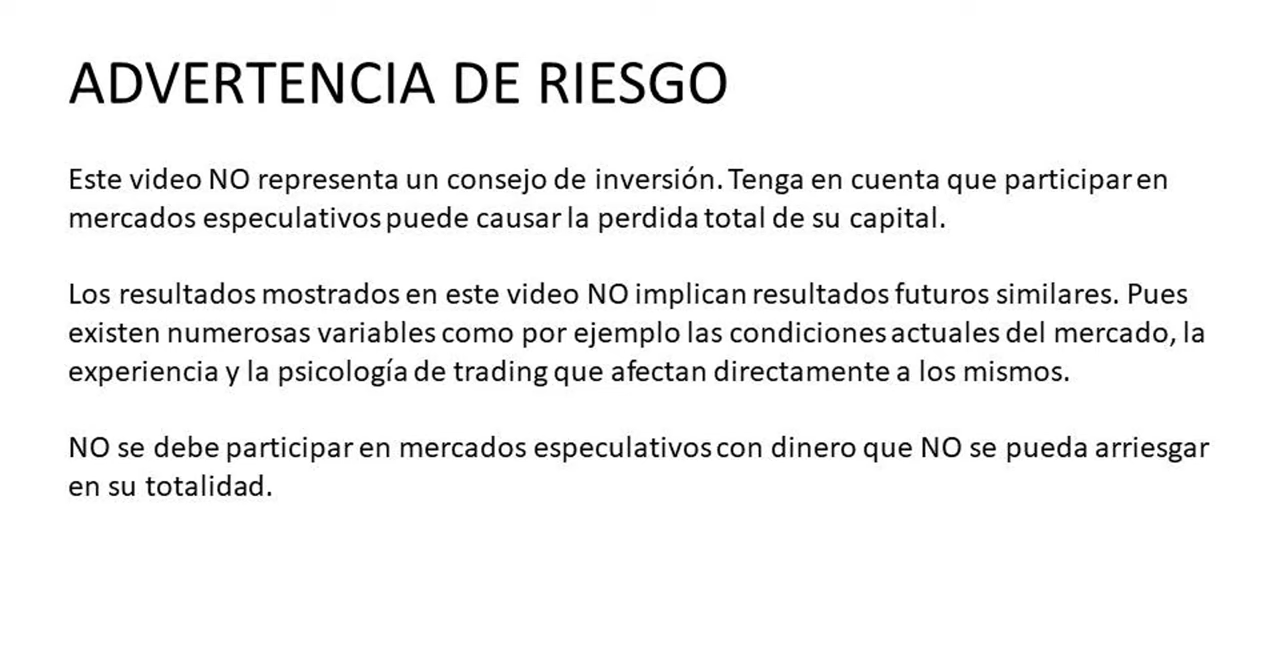 ADVERTENCIA DE RIESGO
Este video NO representa un consejo de inversión. Tenga en cuenta que participar en
mercados especulativos puede causar la perdida total de su capital.
Los resultados mostrados en este video NO implican resultados futuros similares. Pues
existen numerosas variables como por ejemplo las condiciones actuales del mercado, la
experiencia y la psicología de trading que afectan directamente a los mismos.
NO se debe participar en mercados especulativos con dinero que NO se pueda arriesgar
en su totalidad.